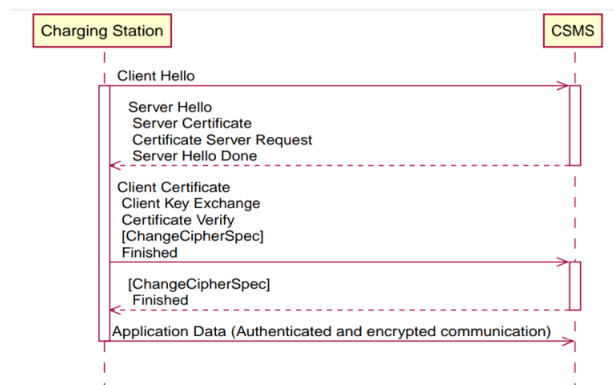 Charging Station
CSMS
Client Hello
Server Hello
Server Certificate
Certificate Server Request
Server Hello Done
Client Certificate
Client Key Exchange
Certificate Verify
[ChangeCipherSpec]
Finished
[ChangeCipherSpec]
Finished
Application Data (Authenticated and encrypted communication)